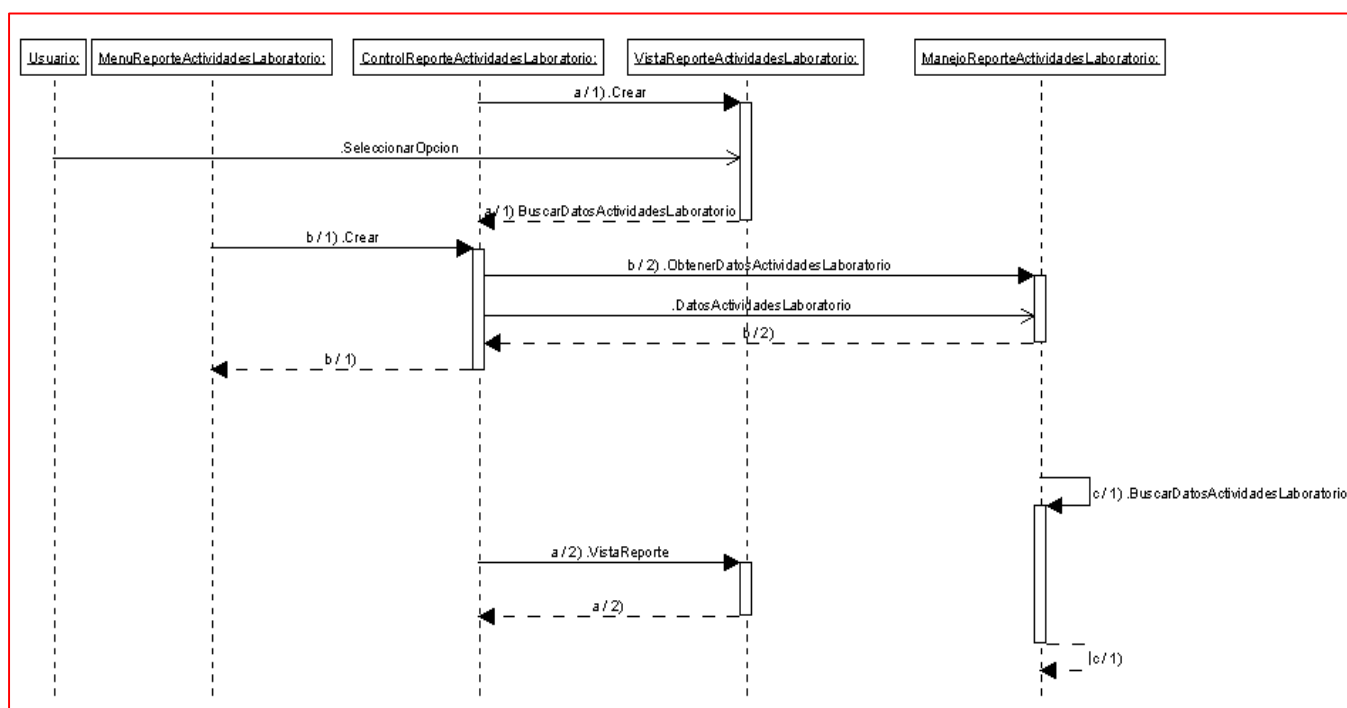 Usuario:
MenuReporteActividadesLaboratorio:
ControlReporteActividadesLaboratorio:
VistaReporteActividadesLaboratorio:
ManejoReporteActividadesLaboratorio:
a / 1) .Crear
.SeleccionarOpcion
a / 1) BuscarDatosActividadesLaboratorio
b / 1) .Crear
b / 2) .ObtenerDatosActividadesLaboratorio
.DatosActividadesLaboratorio
b / 2)
b / 1)
c / 1) .BuscarDatosActividadesLaboratorio
a / 2) .VistaReporte
a / 2)
c / 1)